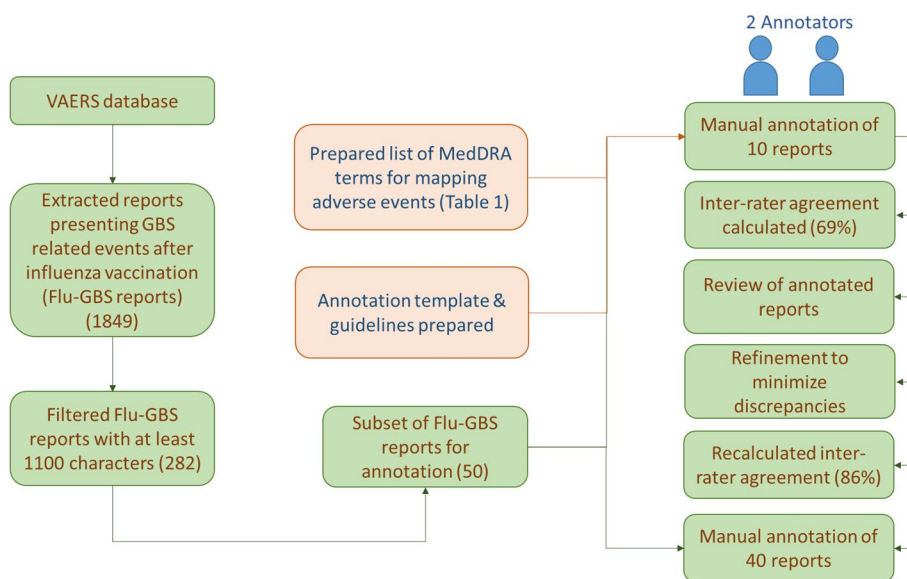 VAERS database
Extracted reports
presenting GBS
related events after
influenza vaccination
(Flu-GBS reports)
(1849)
Filtered Flu-GBS
reports with at least
1100 characters (282)
Prepared list of MedDRA
terms for mapping
adverse events (Table 1)
Annotation template &
guidelines prepared
Subset of Flu-GBS
reports for
annotation (50)
2 Annotators
Manual annotation of
10 reports
Inter-rater agreement
calculated (69%)
Review of annotated
reports
Refinement to
minimize
discrepancies
Recalculated inter-
rater agreement (86%)
Manual annotation of
40 reports